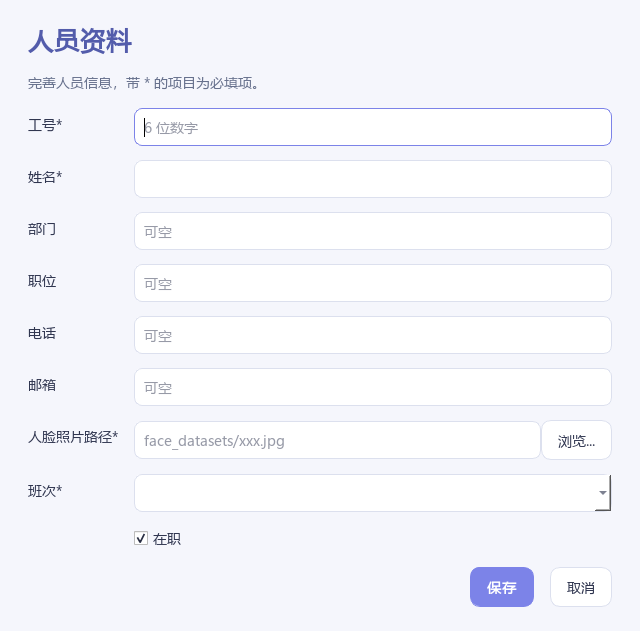 人员资料
完善人员信息，带 * 的项目为必填项。
工号*
6 位数字
姓名*
部门
可空
职位
可空
电话
可空
邮箱
可空
人脸照片路径*
face_datasets/xxx.jpg
浏览...
班次*
在职
保存
取消